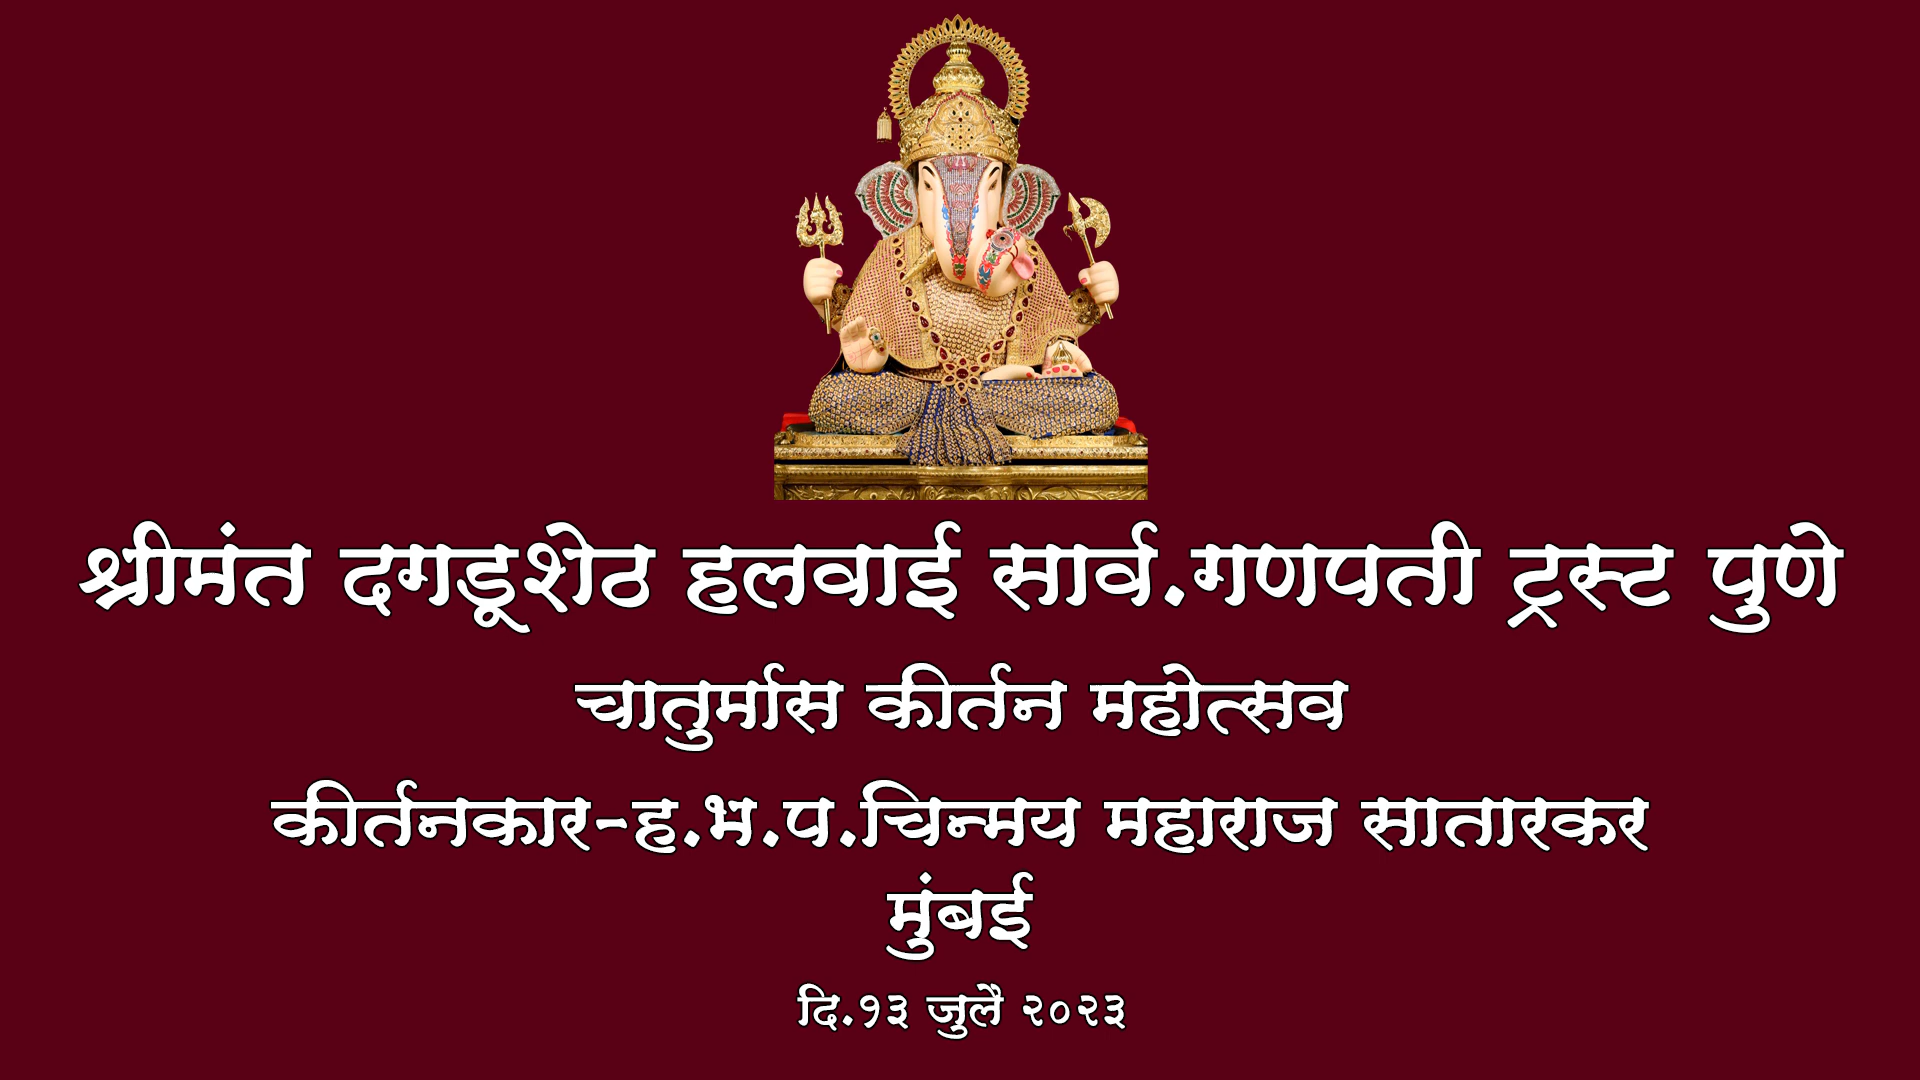 श्रीमंत दगडूशेठ हलवाई सार्व.गणपती ट्रस्ट पुणे
चातुर्मास कीर्तन महोत्सव
कीर्तनकार-ह.भ.प.चिन्मय महाराज सातारकर
मुंबई
दि.१३ जुलै २०२३